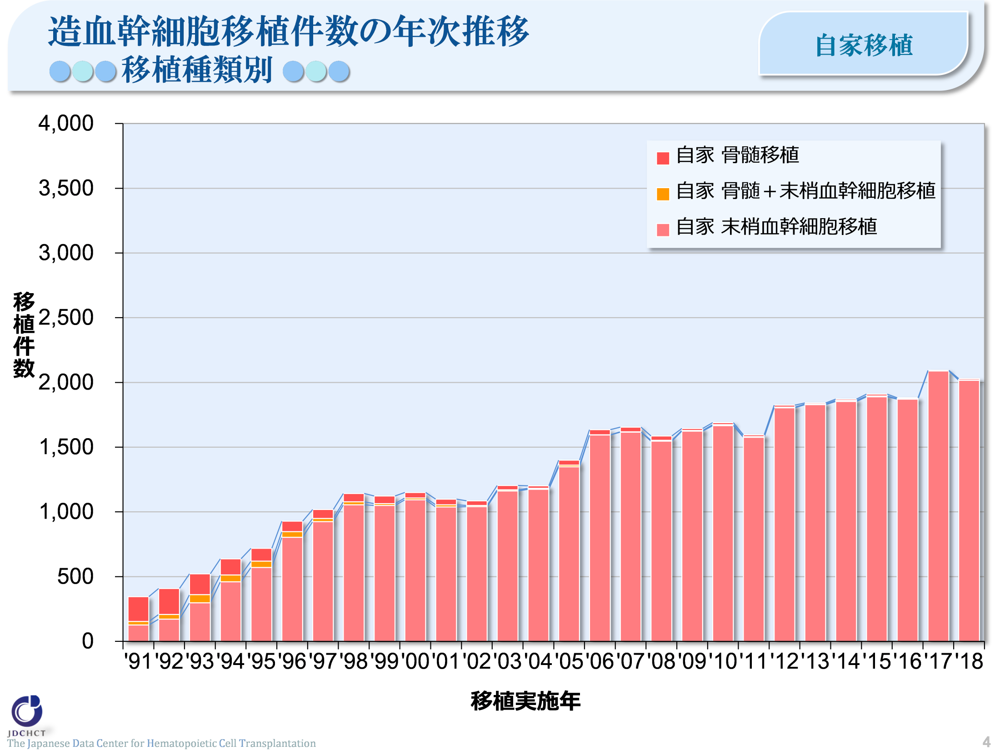 造血幹細胞移植件数の年次推移
移植種類別
自家移植
4,000
3,500
3,000
2,500
2,000
1,500
1,000
500
0
移植件数
自家 骨髄移植
自家 骨髄＋末梢血幹細胞移植
自家 末梢血幹細胞移植
'91 '92 '93 '94 '95 '96 '97 '98 '99 '00 '01 '02 '03 '04 '05 '06 '07 '08 '09 '10 '11 '12 '13 '14 '15 '16 '17 '18
移植実施年
JDCHCT
The Japanese Data Center for Hematopoietic Cell Transplantation
4